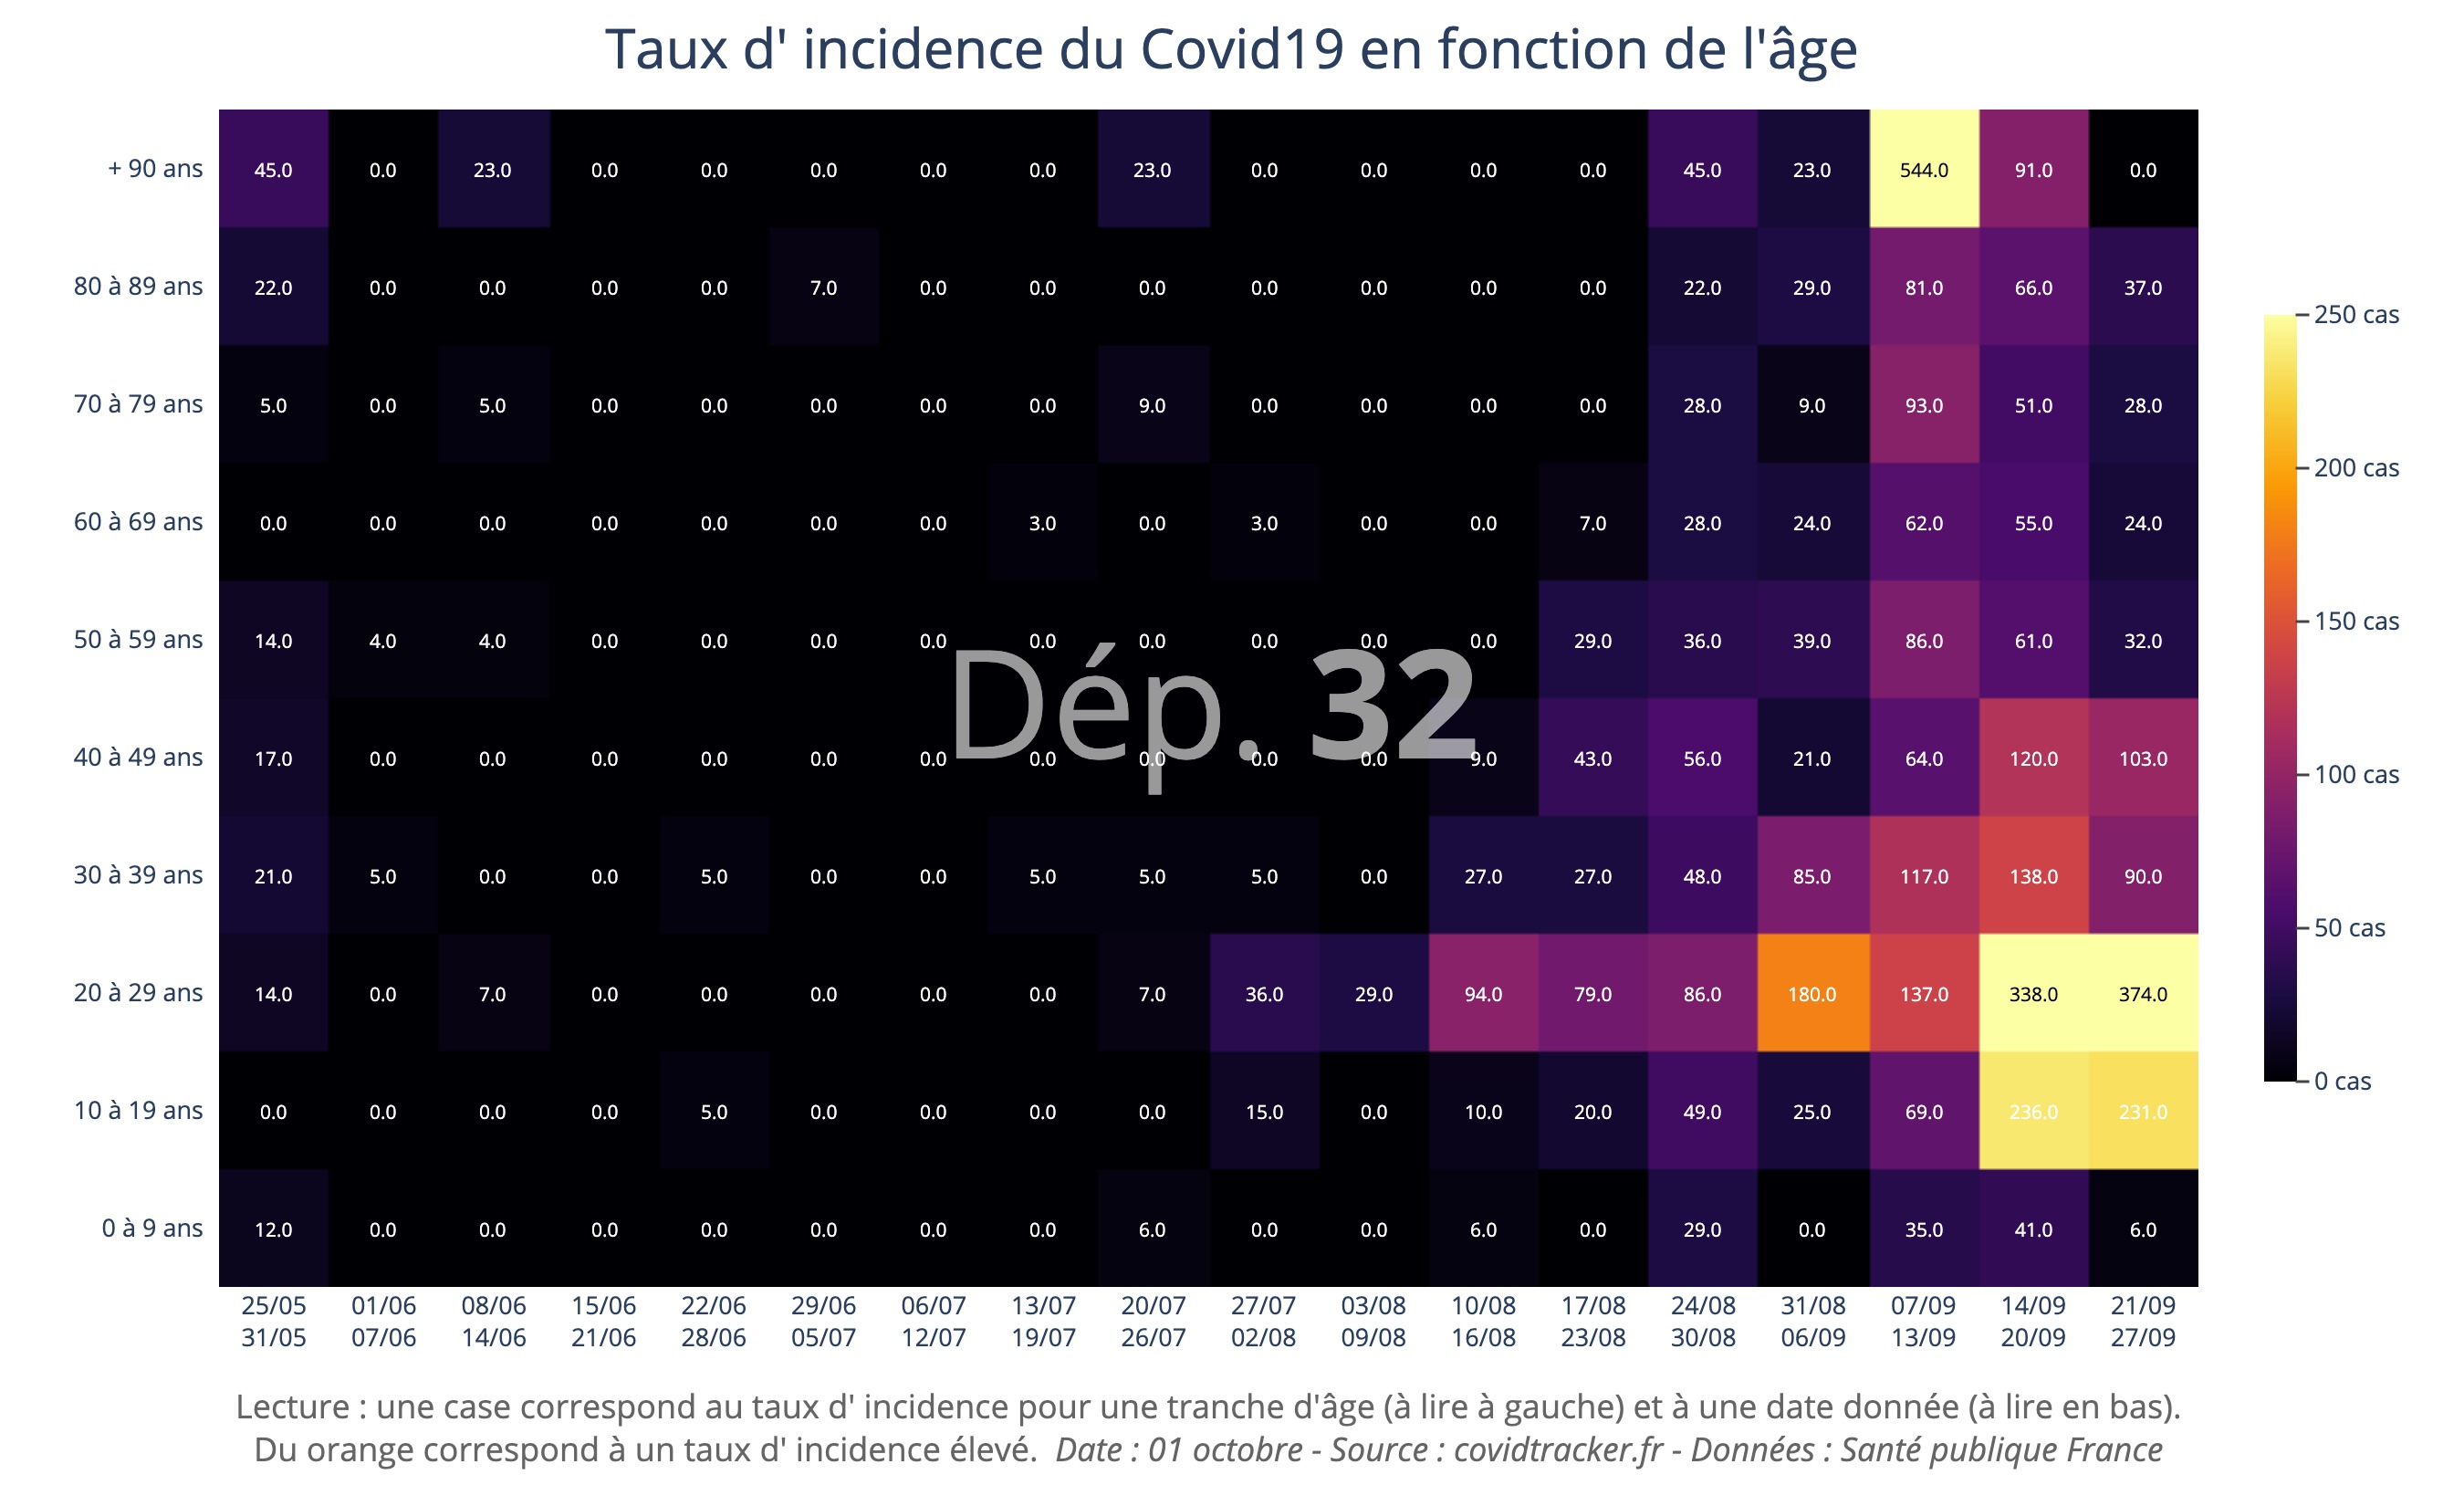 Taux d' incidence du Covid19 en fonction de l'âge
+ 90 ans 45.0 0.0 23.0 0.0 0.0 0.0 0.0 0.0 23.0 0.0 0.0 0.0 0.0 45.0 23.0 544.0 91.0 0.0
80 à 89 ans 22.0 0.0 0.0 0.0 0.0 7.0 0.0 0.0 0.0 0.0 0.0 0.0 0.0 22.0 29.0 81.0 66.0 37.0
70 à 79 ans 5.0 0.0 5.0 0.0 0.0 0.0 0.0 0.0 9.0 0.0 0.0 0.0 0.0 28.0 9.0 93.0 51.0 28.0
60 à 69 ans 0.0 0.0 0.0 0.0 0.0 0.0 0.0 3.0 0.0 3.0 0.0 0.0 7.0 28.0 24.0 62.0 55.0 24.0
50 à 59 ans 14.0 4.0 4.0 0.0 0.0 0.0 0.0 0.0 0.0 0.0 0.0 0.0 29.0 36.0 39.0 86.0 61.0 32.0
Dép. 32
40 à 49 ans 17.0 0.0 0.0 0.0 0.0 0.0 0.0 0.0 0.0 0.0 0.0 9.0 43.0 56.0 21.0 64.0 120.0 103.0
30 à 39 ans 21.0 5.0 0.0 0.0 5.0 0.0 0.0 5.0 5.0 5.0 0.0 27.0 27.0 48.0 85.0 117.0 138.0 90.0
20 à 29 ans 14.0 0.0 7.0 0.0 0.0 0.0 0.0 0.0 7.0 36.0 29.0 94.0 79.0 86.0 180.0 137.0 338.0 374.0
10 à 19 ans 0.0 0.0 0.0 0.0 5.0 0.0 0.0 0.0 0.0 15.0 0.0 10.0 20.0 49.0 25.0 69.0 236.0 231.0
0 à 9 ans 12.0 0.0 0.0 0.0 0.0 0.0 0.0 0.0 6.0 0.0 0.0 6.0 0.0 29.0 0.0 35.0 41.0 6.0
25/05 01/06 08/06 15/06 22/06 29/06 06/07 13/07 20/07 27/07 03/08 10/08 17/08 24/08 31/08 07/09 14/09 21/09
31/05 07/06 14/06 21/06 28/06 05/07 12/07 19/07 26/07 02/08 09/08 16/08 23/08 30/08 06/09 13/09 20/09 27/09
250 cas
200 cas
150 cas
100 cas
50 cas
0 cas
Lecture : une case correspond au taux d' incidence pour une tranche d'âge (à lire à gauche) et à une date donnée (à lire en bas).
Du orange correspond à un taux d' incidence élevé. Date : 01 octobre - Source : covidtracker.fr - Données : Santé publique France